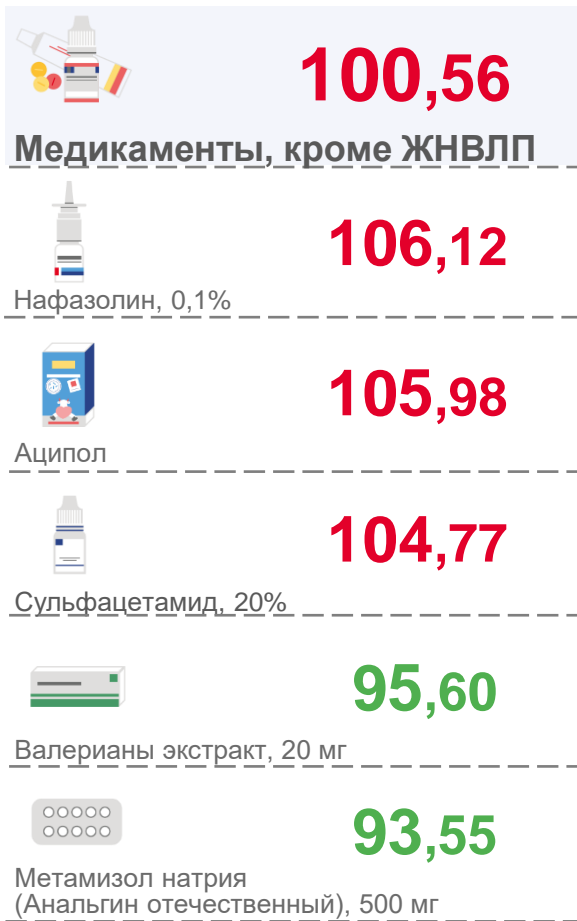 100,56
Медикаменты, кроме ЖНВЛП
106,12
Нафазолин, 0,1%
105,98
Аципол
104,77
Сульфацетамид, 20%
95,60
Валерианы экстракт, 20 мг
93,55
Метамизол натрия
(Анальгин отечественный), 500 мг